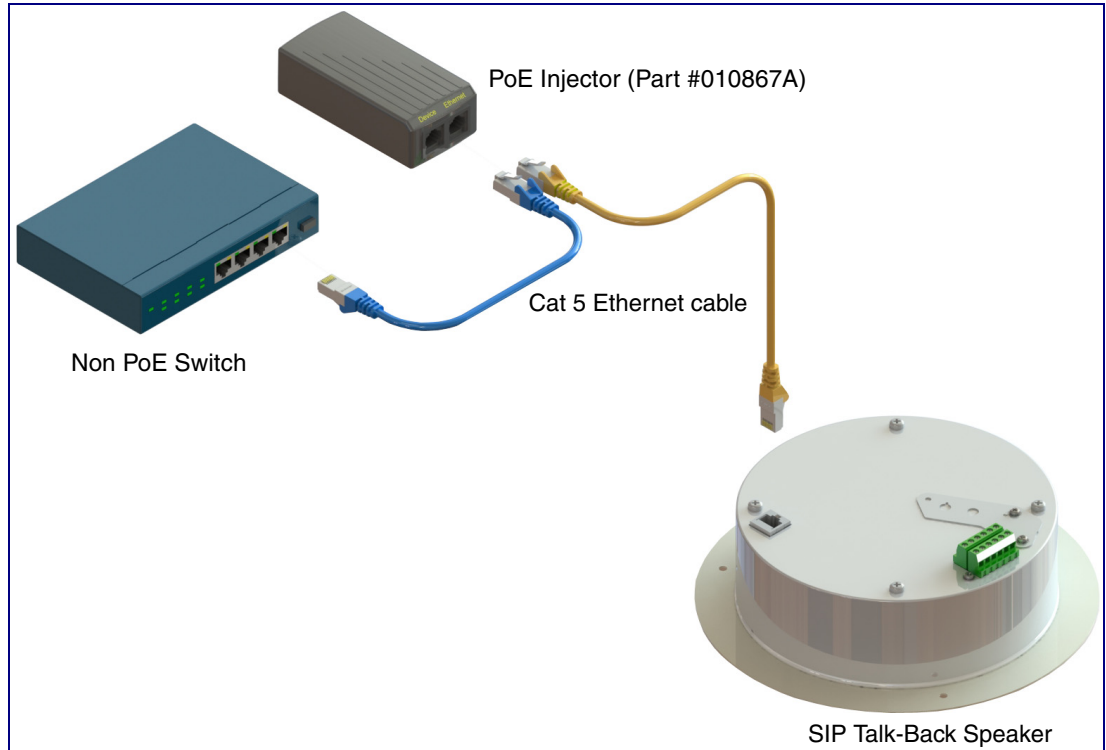 PoE Injector (Part #010867A)
Device Ethernet
Cat 5 Ethernet cable
Non PoE Switch
SIP Talk-Back Speaker